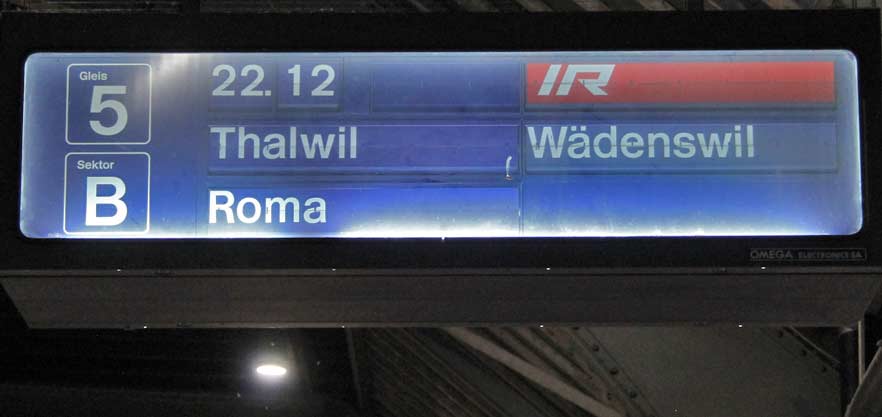 Gleis
5
22. 12 IR
Thalwil Wädenswil
Sektor
B
Roma
OMEGA ELECTRONICS SA